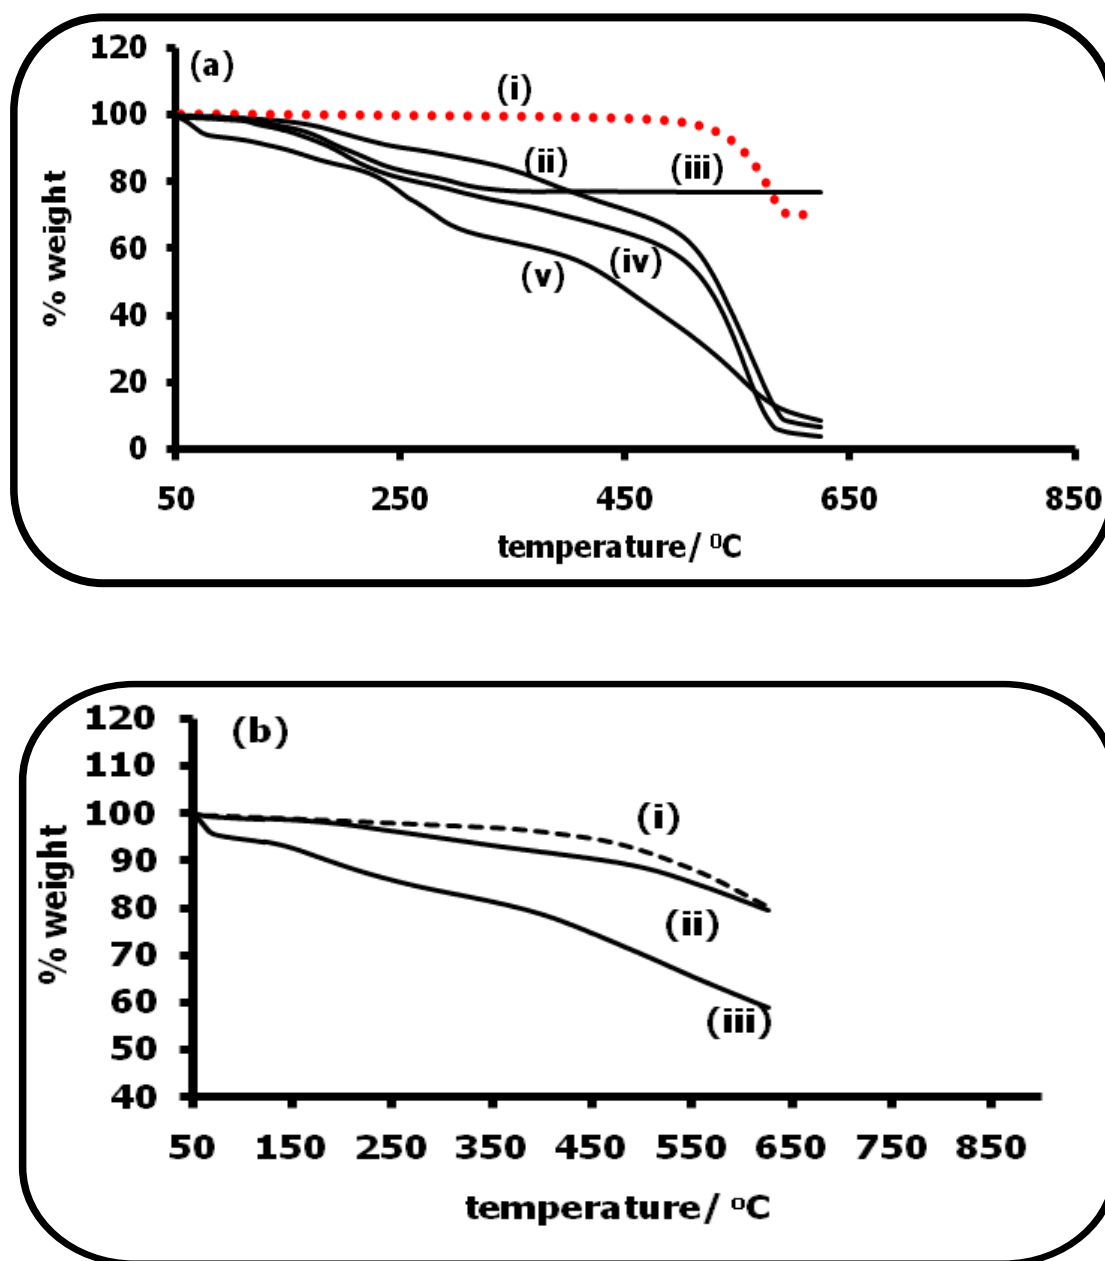 120
(a)
(i)
100
(ii)
(iii)
80
60
(iv)
(v)
40
20
0
% weight
50 250 450 650 850
temperature/ ⁰C
120
(b)
110
100
(i)
90
80
(ii)
70
60
(iii)
50
40
% weight
50 150 250 350 450 550 650 750 850
temperature/ ⁰C